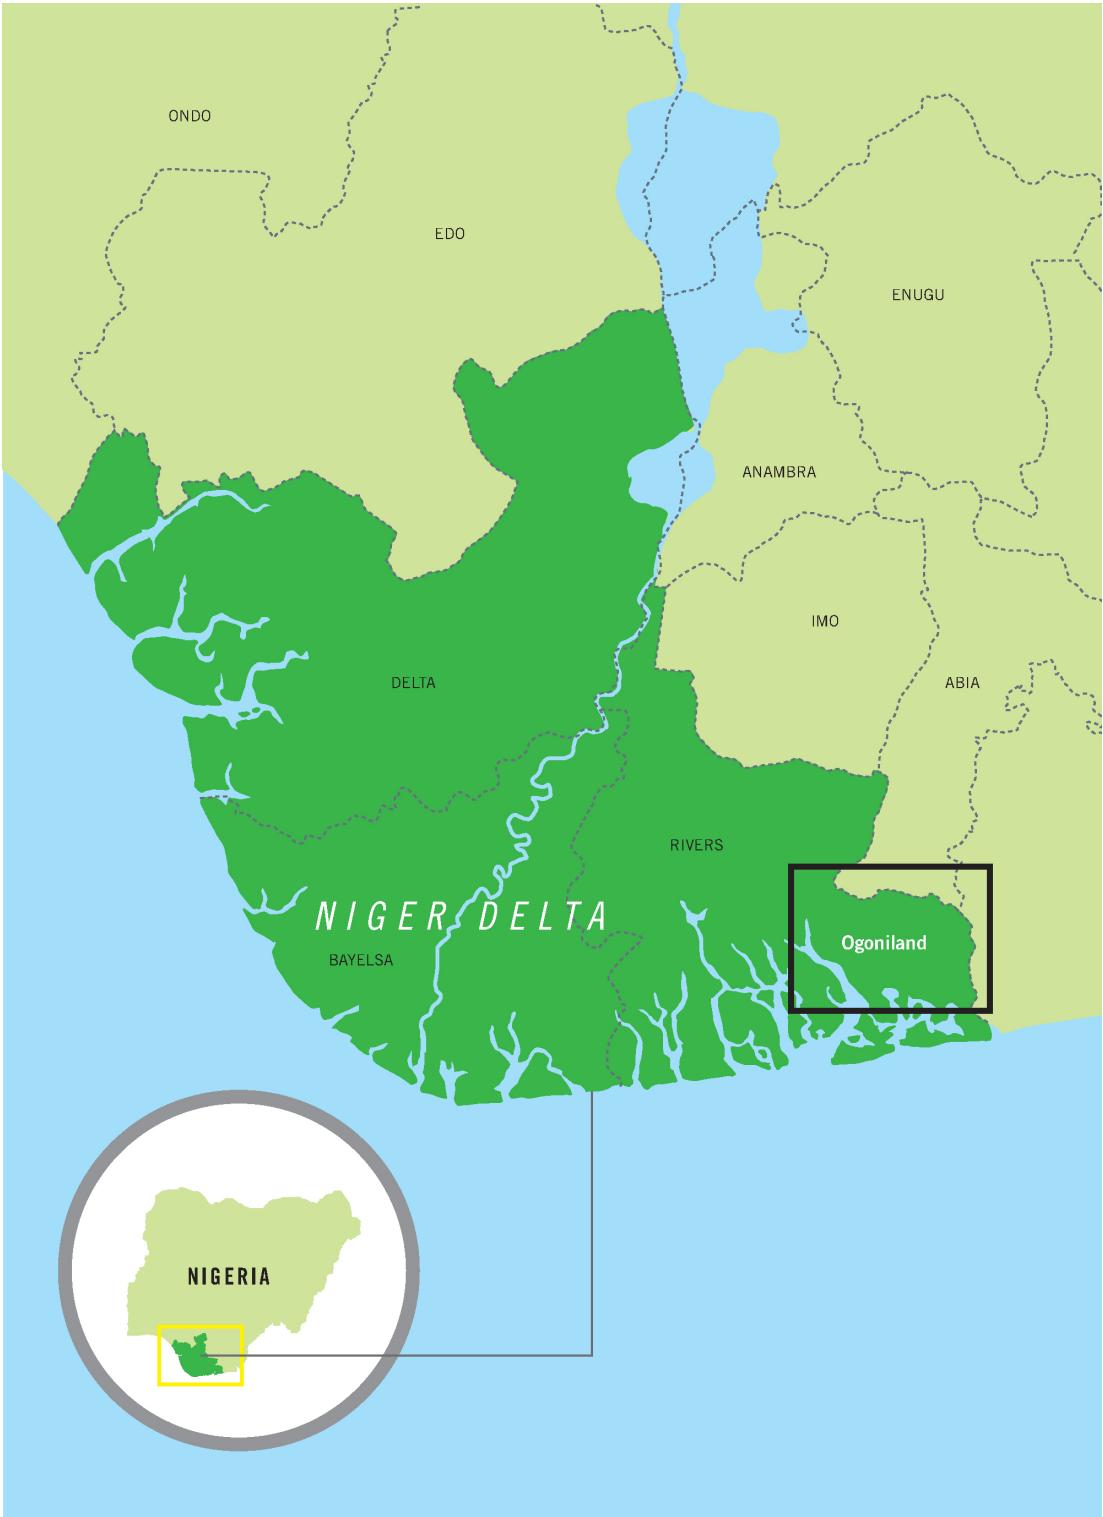 ONDO
EDO
ENUGU
ANAMBRA
IMO
DELTA
ABIA
RIVERS
NIGER DELTA
Ogoniland
BAYELSA
NIGERIA